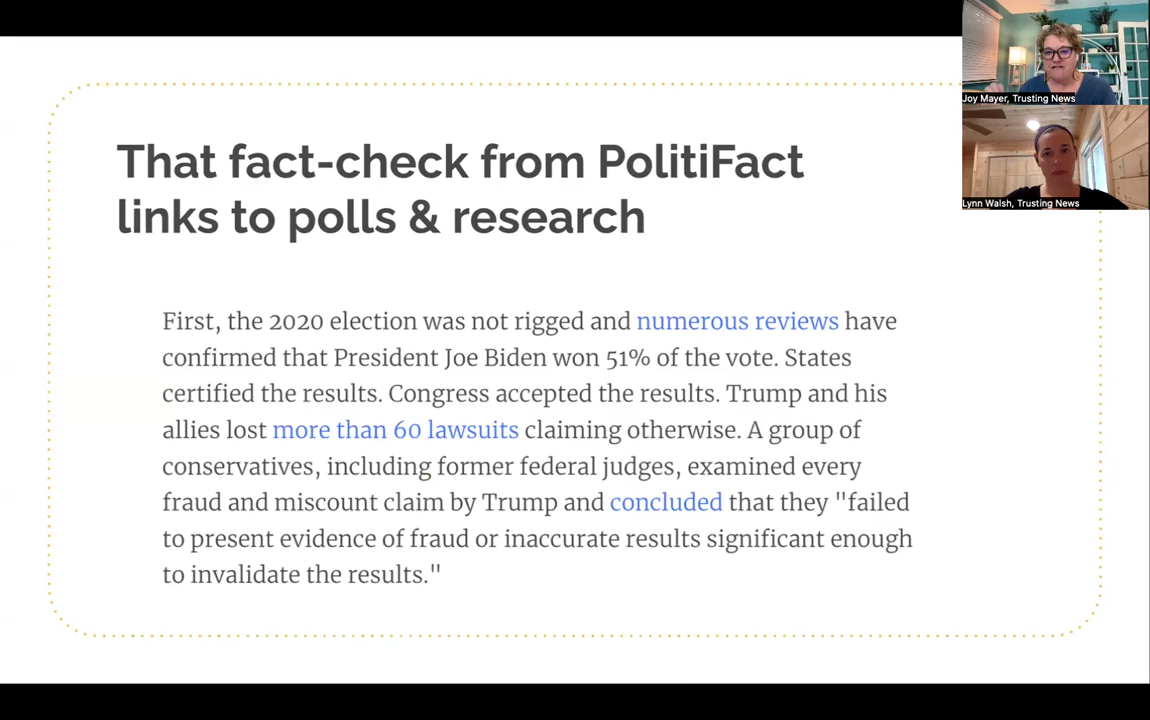 That fact-check from PolitiFact
links to polls & research
First, the 2020 election was not rigged and numerous reviews have
confirmed that President Joe Biden won 51% of the vote. States
certified the results. Congress accepted the results. Trump and his
allies lost more than 60 lawsuits claiming otherwise. A group of
conservatives, including former federal judges, examined every
fraud and miscount claim by Trump and concluded that they "failed
to present evidence of fraud or inaccurate results significant enough
to invalidate the results."
Joy Mayer, Trusting News
Lynn Walsh, Trusting News